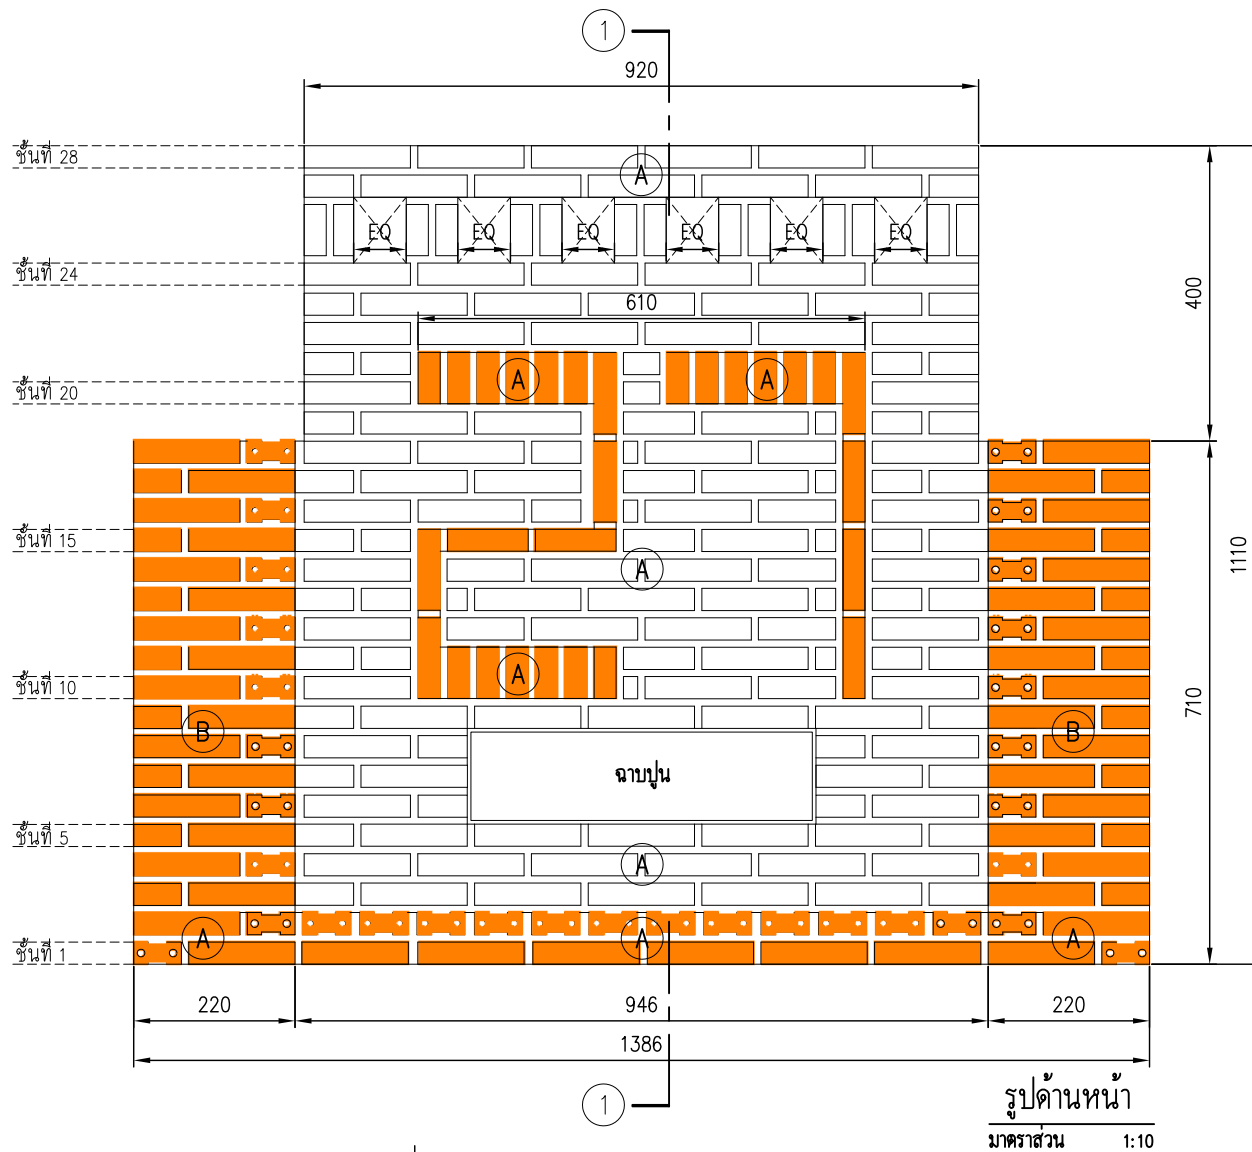 1
920
ชั้นที่ 28
A
EQ EQ EQ EQ EQ EQ
ชั้นที่ 24
400
610
ชั้นที่ 20
A A
ชั้นที่ 15
1110
A
A
ชั้นที่ 10
710
B B
ฉาบปูน
ชั้นที่ 5
A
A A A
ชั้นที่ 1
220 946 220
1386
1
รูปด้านหน้า
มาตราส่วน 1:10